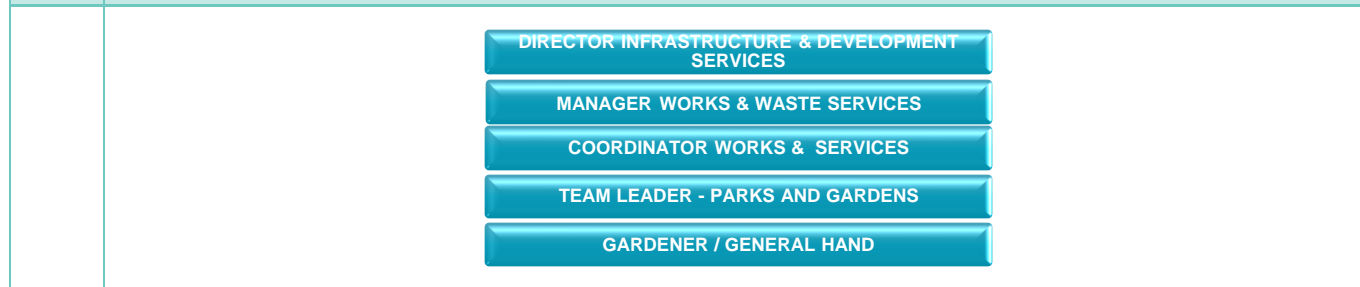 DIRECTOR INFRASTRUCTURE & DEVELOPMENT
SERVICES
MANAGER WORKS & WASTE SERVICES
COORDINATOR WORKS & SERVICES
TEAM LEADER - PARKS AND GARDENS
GARDENER / GENERAL HAND